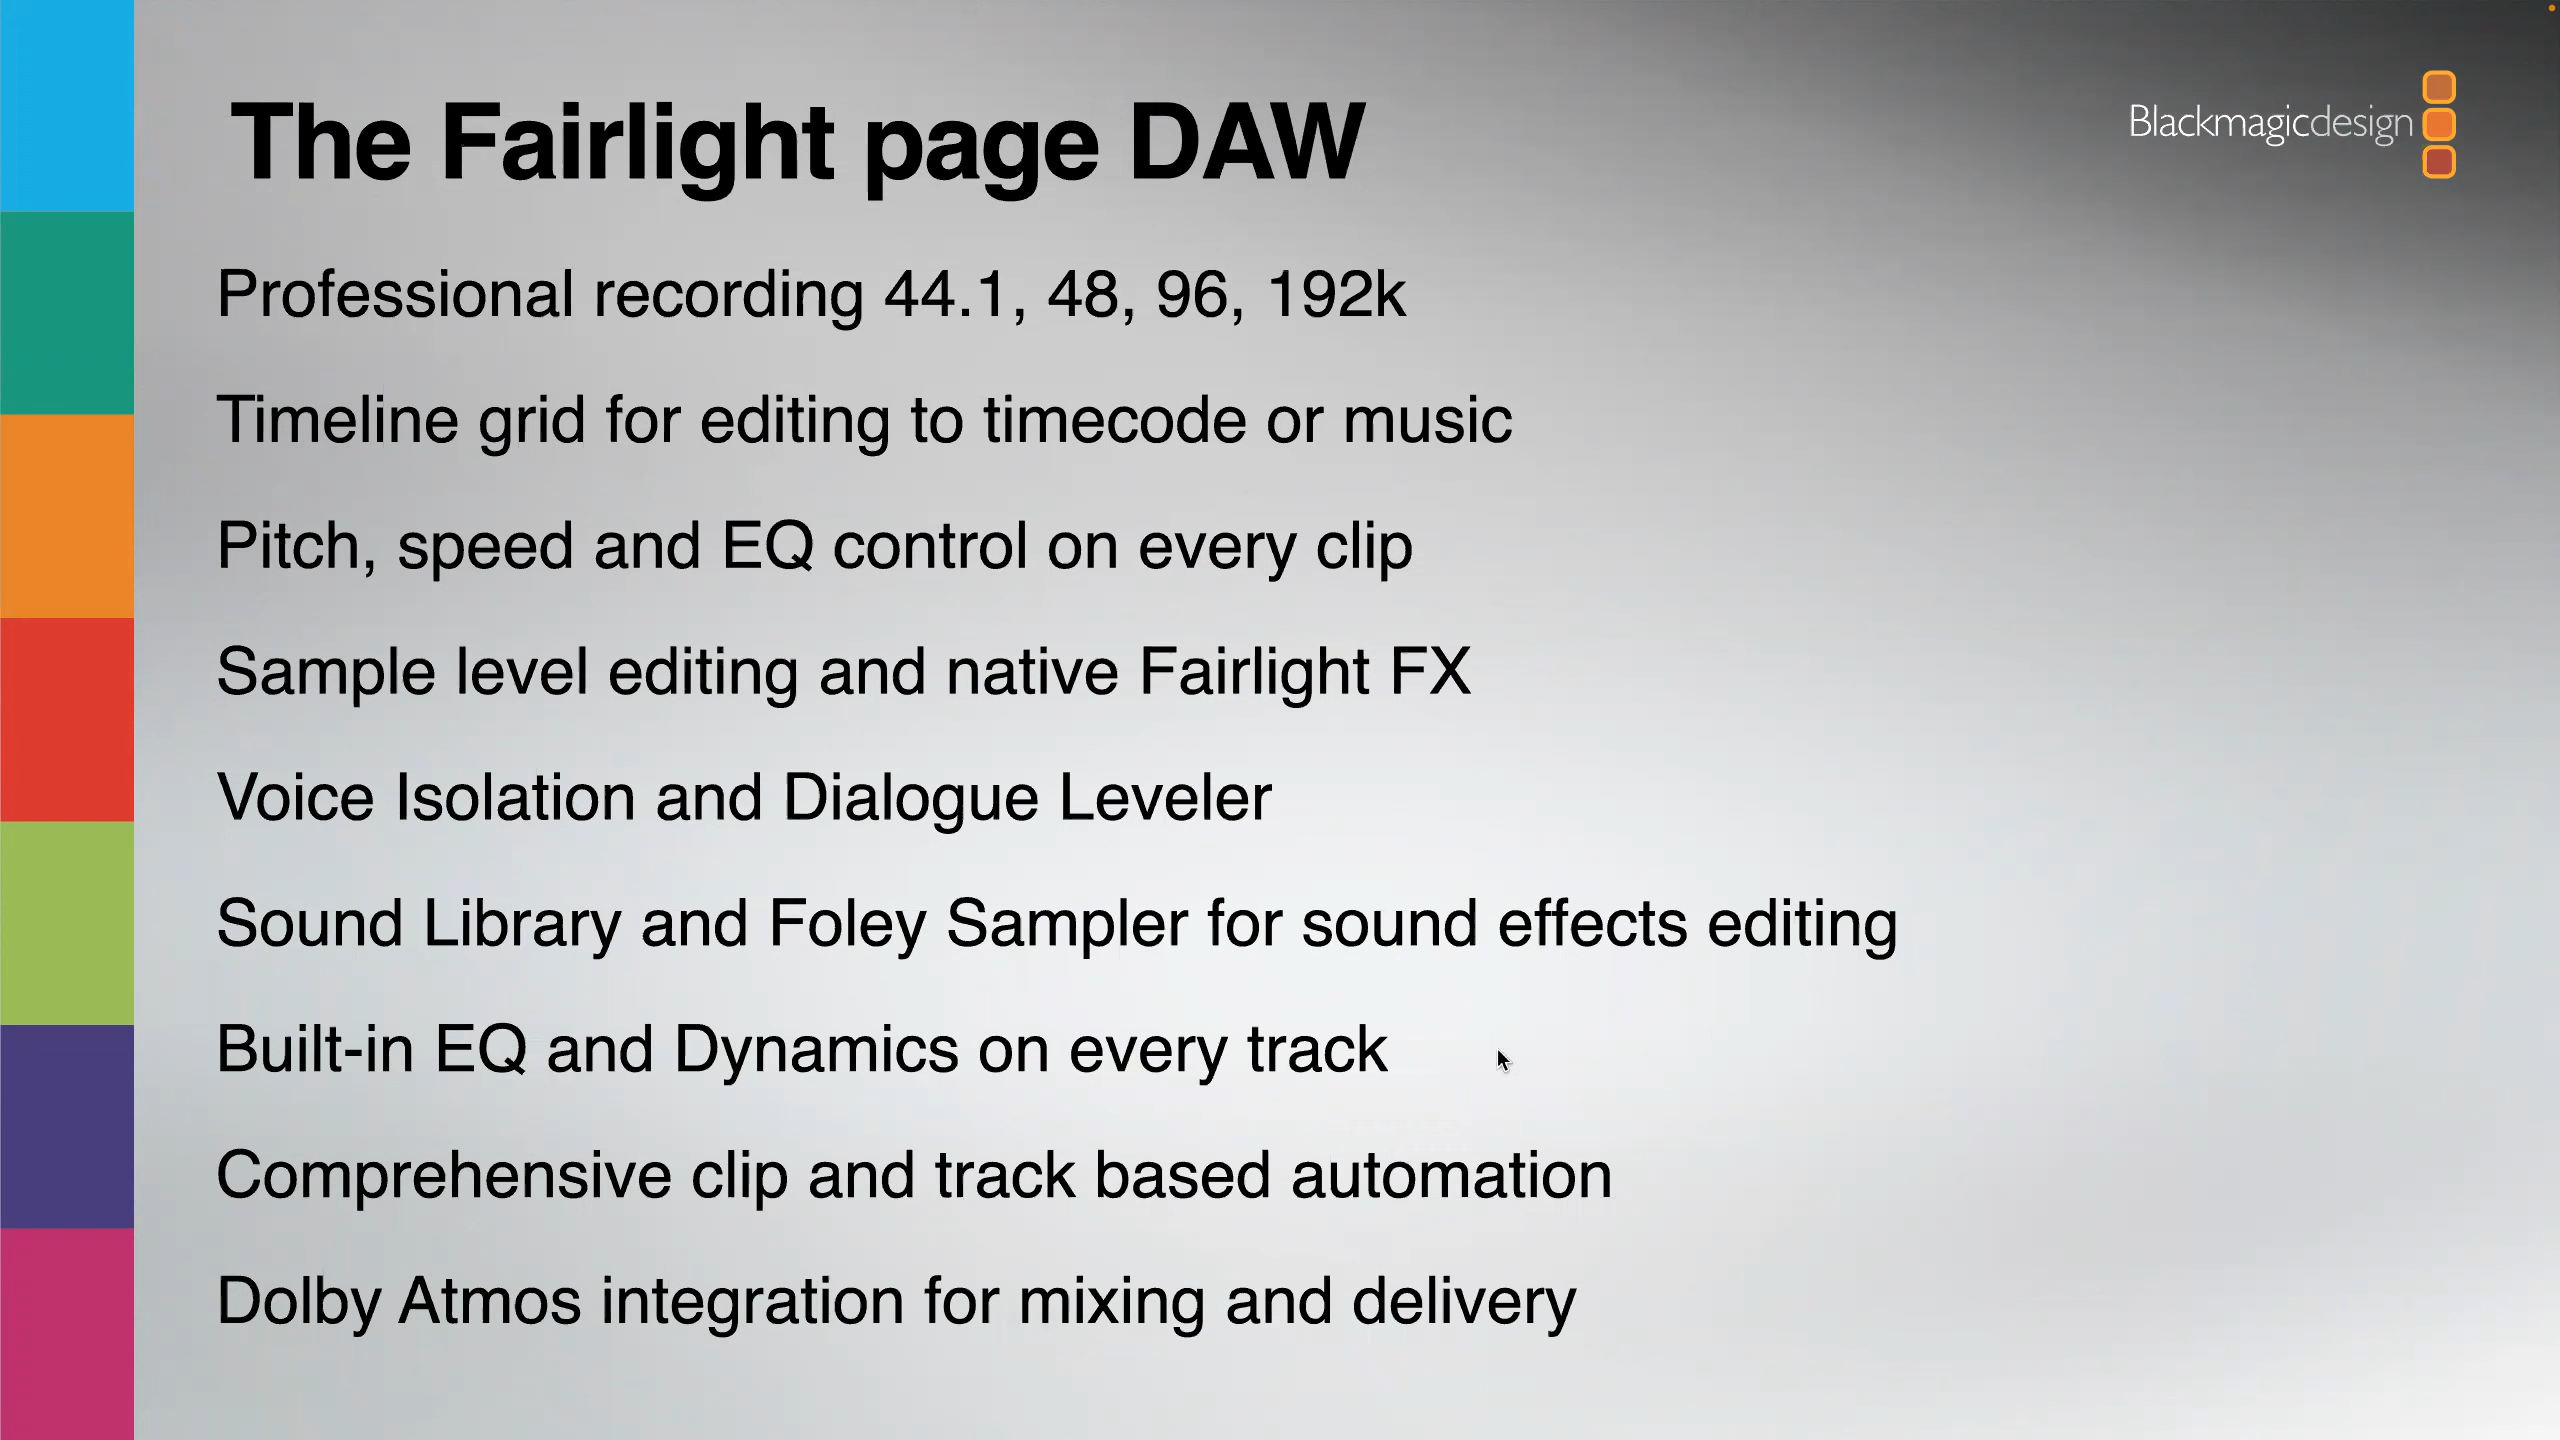 The Fairlight page DAW
Blackmagicdesign
Professional recording 44.1, 48, 96, 192k
Timeline grid for editing to timecode or music
Pitch, speed and EQ control on every clip
Sample level editing and native Fairlight FX
Voice Isolation and Dialogue Leveler
Sound Library and Foley Sampler for sound effects editing
Built-in EQ and Dynamics on every track
Comprehensive clip and track based automation
Dolby Atmos integration for mixing and delivery